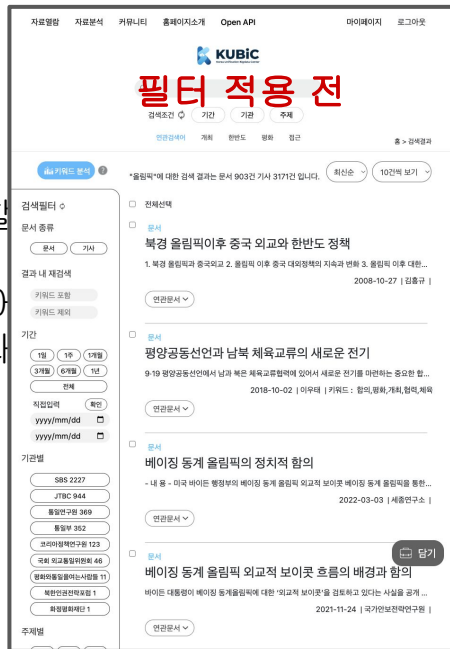 자료열람 자료분석 커뮤니티 홈페이지소개 Open API 마이페이지 로그아웃
KUBiC
필터 적용 전
검색조건 기간 기관 주제
연관검색어 개최 한반도 평화 접근
홈 > 검색결과
키워드 분석 ?
"올림픽"에 대한 검색 결과는 문서 903건 기사 3171건 입니다. 최신순 10건씩 보기
검색필터
문서 종류
문서 기사
결과 내 재검색
키워드 포함
키워드 제외
기간
1일 1주 1개월
3개월 6개월 1년
전체
직접입력 확인
yyyy/mm/dd
yyyy/mm/dd
기관별
SBS 2227
JTBC 944
통일연구원 369
통일부 352
코리아정책연구원 123
국회 외교통일위원회 46
평화와통일을여는사람들 11
북한인권전략포럼 1
화정평화재단 1
주제별
전체선택
문서
북경 올림픽이후 중국 외교와 한반도 정책
1. 북경 올림픽과 중국외교 2. 올림픽 이후 중국 대외정책의 지속과 변화 3. 올림픽 이후 대한...
2008-10-27 | 김흥규 |
연관문서
문서
평양공동선언과 남북 체육교류의 새로운 전기
9·19 평양공동선언에서 남과 북은 체육교류협력에 있어서 새로운 전기를 마련하는 중요한 합...
2018-10-02 | 이우태 | 키워드 : 합의,평화,개최,협력,체육
연관문서
문서
베이징 동계 올림픽의 정치적 함의
- 내 용 - 미국 바이든 행정부의 베이징 동계 올림픽 외교적 보이콧 베이징 동계 올림픽을 통한...
2022-03-03 | 세종연구소 |
연관문서
담기
문서
베이징 동계 올림픽 외교적 보이콧 흐름의 배경과 함의
바이든 대통령이 베이징 동계올림픽에 대한 '외교적 보이콧'을 검토하고 있다는 사실을 공개 ...
2021-11-24 | 국가안보전략연구원 |
연관문서